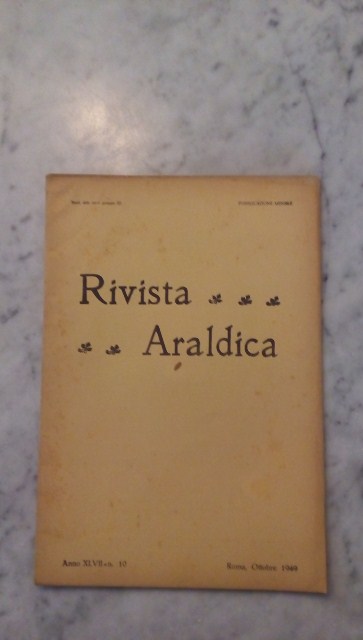 Rivista
Araldica
Anno XLVII - n. 10
Roma, Ottobre 1949